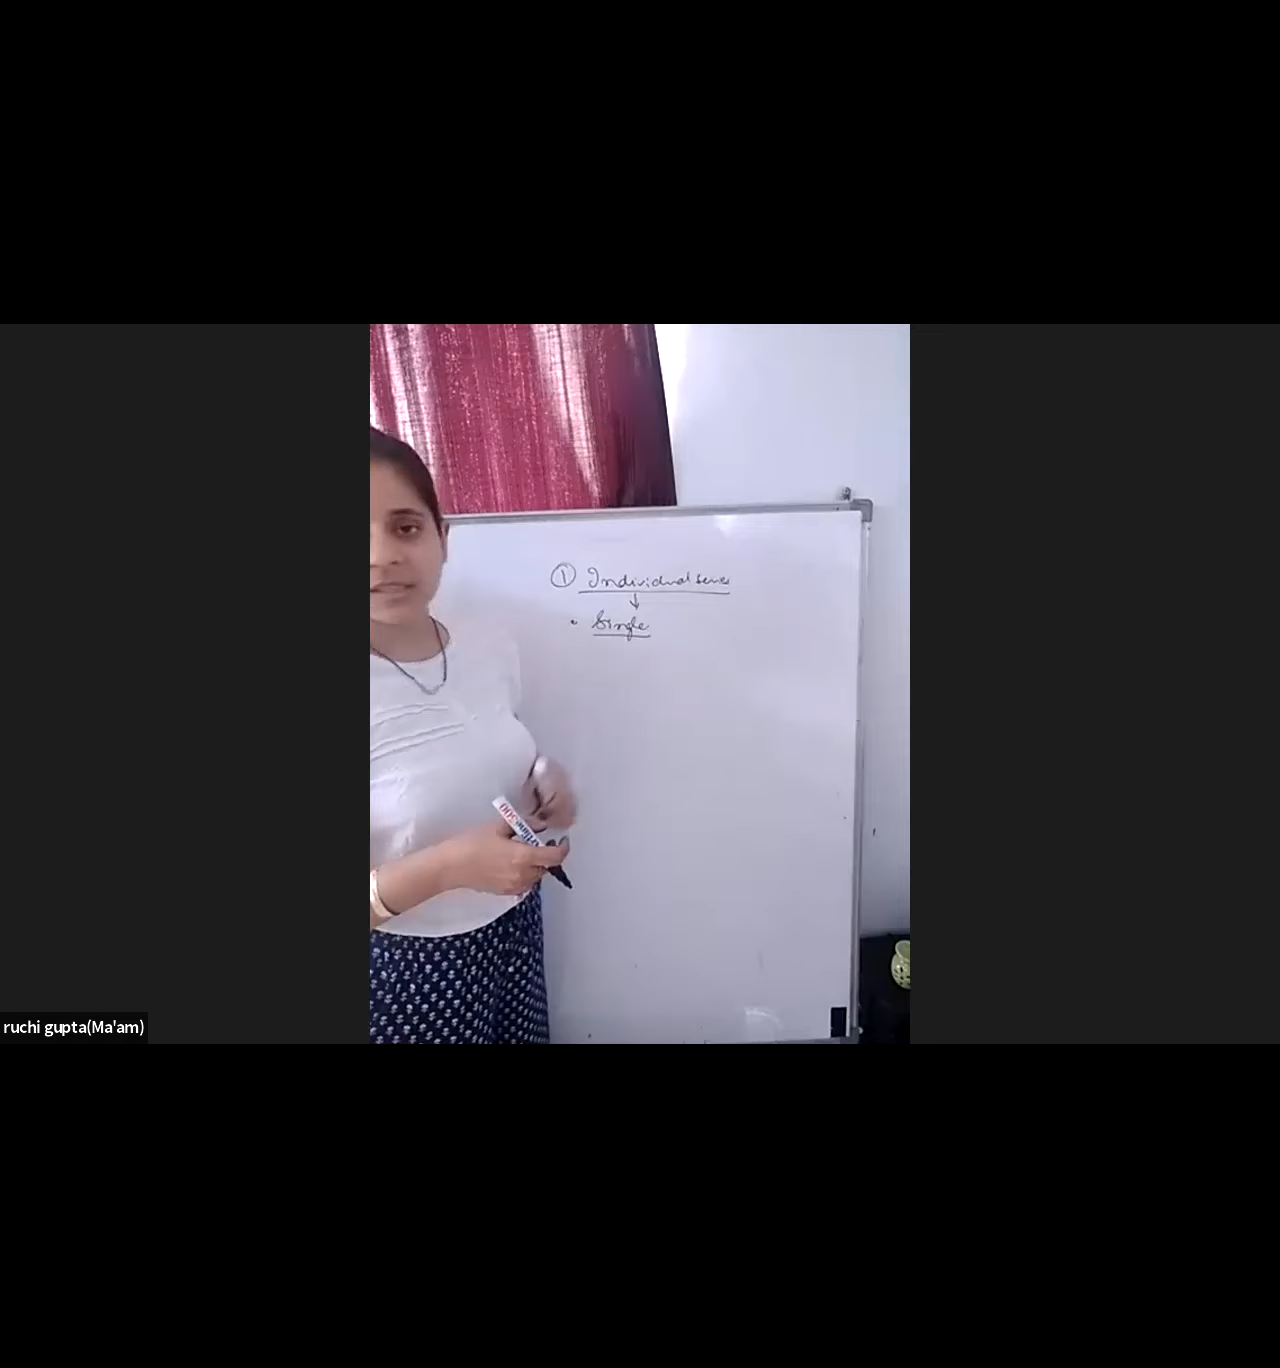 ① Individual series
• Single
ruchi gupta(Ma'am)